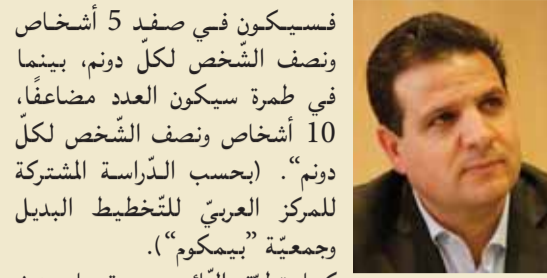 فسيكون في صفد 5 أشخاص
ونصف الشّخص لكلّ دونم، بينما
في طمرة سيكون العدد مضاعفًا،
10 أشخاص ونصف الشّخص لكلّ
دونم“. (بحسب الدّراسة المشتركة
للمركز العربيّ للتّخطيط البديل
وجمعيّة ”بيمكوم“).